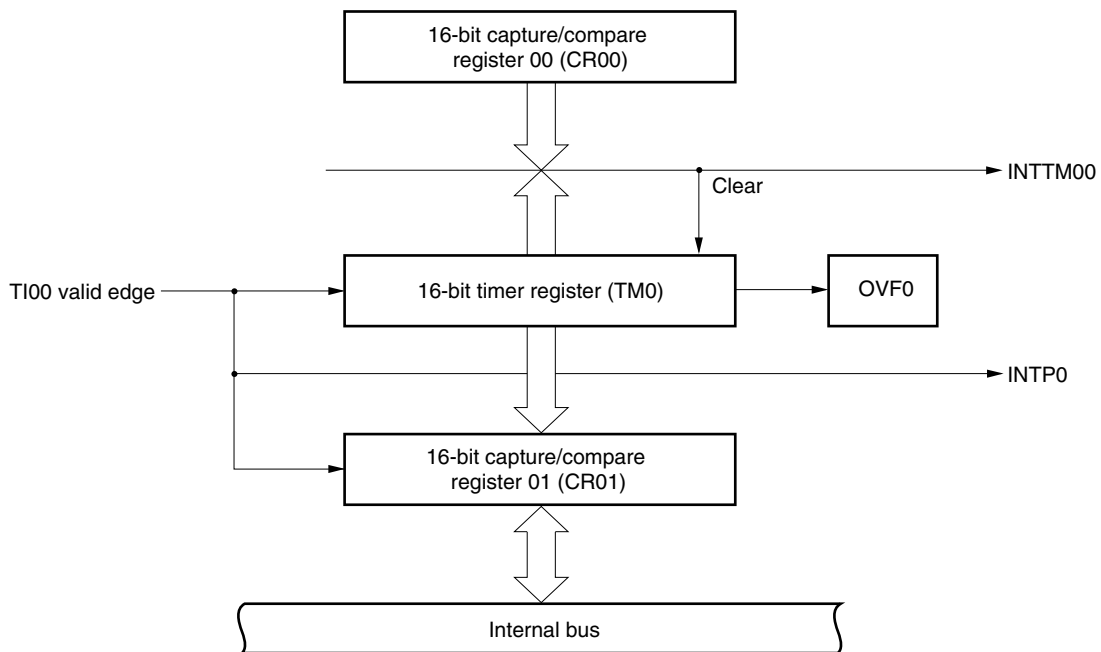 16-bit capture/compare
register 00 (CR00)
INTTM00
Clear
TI00 valid edge
16-bit timer register (TM0)
OVF0
INTP0
16-bit capture/compare
register 01 (CR01)
Internal bus